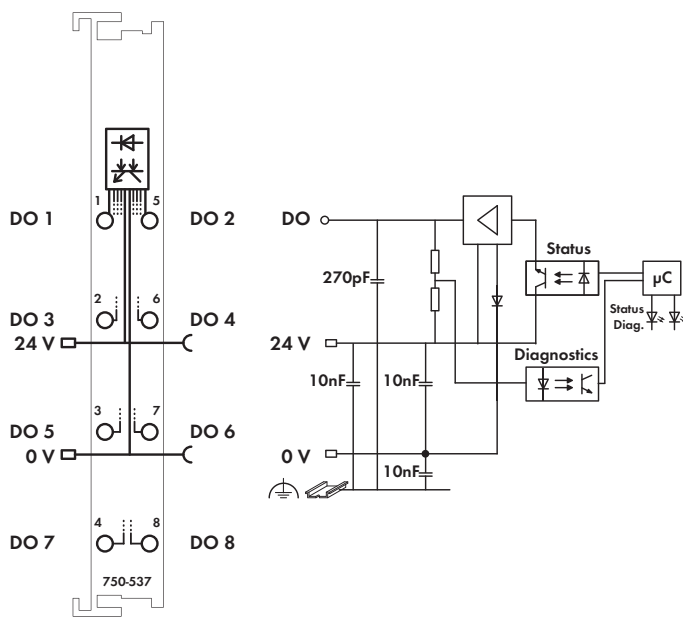 1 5
DO 1 DO 2
2 6
DO 3 DO 4
24 V
3 7
DO 5 DO 6
0 V
4 8
DO 7 DO 8
750-537
DO
270pF
Status
µC
Status
Diag.
24 V
Diagnostics
10nF 10nF
0 V
10nF